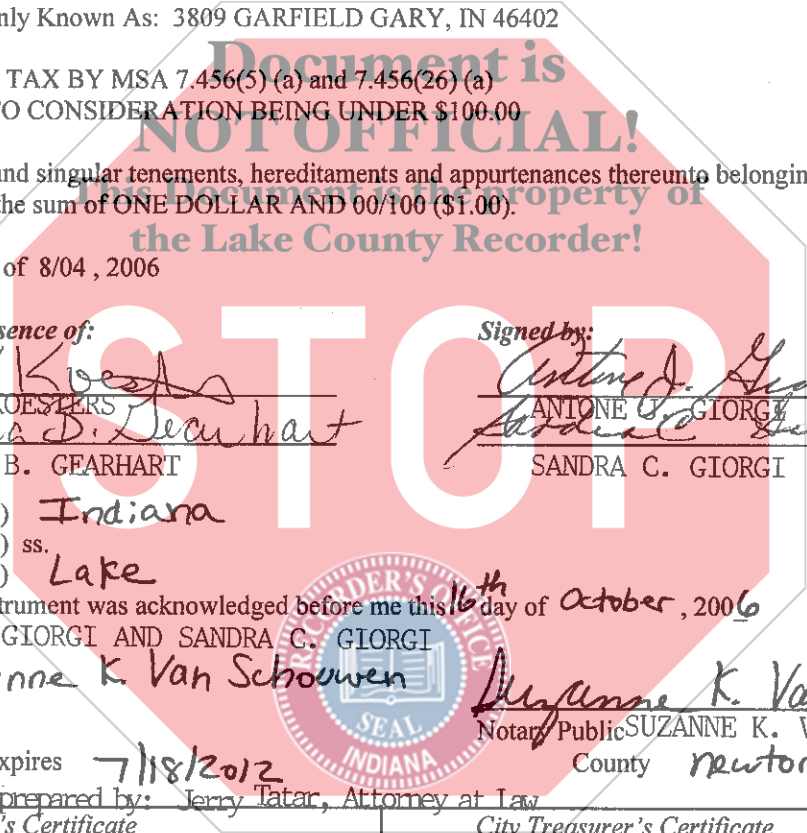 nly Known As: 3809 GARFIELD GARY, IN 46402
Document is
TAX BY MSA 7.456(5) (a) and 7.456(26) (a)
TO CONSIDERATION BEING UNDER $100.00
NOT OFFICIAL!
und singular tenements, hereditaments and appurtenances thereunto belongin
This Document is the property of
the sum of ONE DOLLAR AND 00/100 ($1.00).
the Lake County Recorder!
of 8/04 , 2006
STOP
sence of: Signed by:
OESTERS ANTONE J. GIORGI
B. GEARHART SANDRA C. GIORGI
) Indiana
) ss.
) Lake
trument was acknowledged before me this 16th day of October , 2006
GIORGI AND SANDRA C. GIORGI
nne K. Van Schouwen Suzanne K. Va
Notary Public SUZANNE K. V
RECORDER'S OFFICE
SEAL
INDIANA
xpires 7/18/2012 County newton
prepared by: Jerry Tatar, Attorney at Law
's Certificate City Treasurer's Certificate